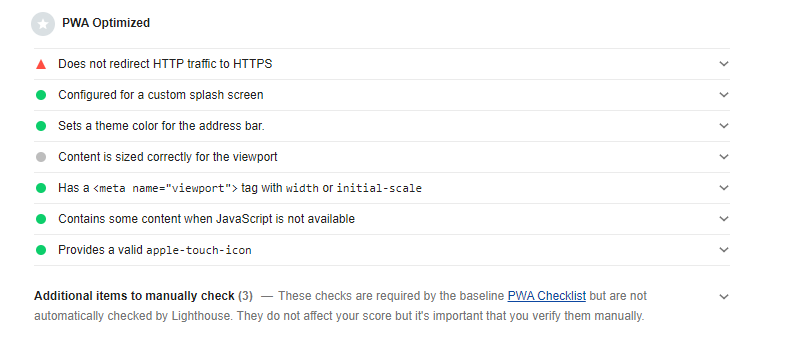 PWA Optimized
Does not redirect HTTP traffic to HTTPS
Configured for a custom splash screen
Sets a theme color for the address bar.
Content is sized correctly for the viewport
Has a <meta name="viewport"> tag with width or initial-scale
Contains some content when JavaScript is not available
Provides a valid apple-touch-icon
Additional items to manually check (3) — These checks are required by the baseline PWA Checklist but are not
automatically checked by Lighthouse. They do not affect your score but it's important that you verify them manually.